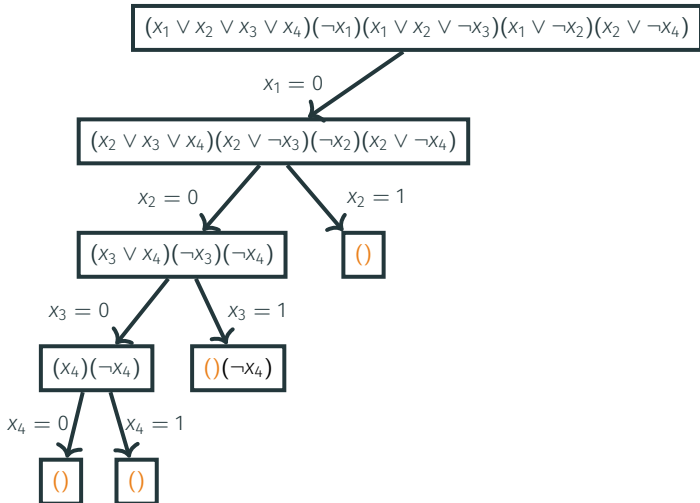 (x₁ ∨ x₂ ∨ x₃ ∨ x₄)(¬x₁)(x₁ ∨ x₂ ∨ ¬x₃)(x₁ ∨ ¬x₂)(x₂ ∨ ¬x₄)
x₁ = 0
(x₂ ∨ x₃ ∨ x₄)(x₂ ∨ ¬x₃)(¬x₂)(x₂ ∨ ¬x₄)
x₂ = 0 x₂ = 1
(x₃ ∨ x₄)(¬x₃)(¬x₄) ()
x₃ = 0 x₃ = 1
(x₄)(¬x₄) ()(¬x₄)
x₄ = 0 x₄ = 1
() ()